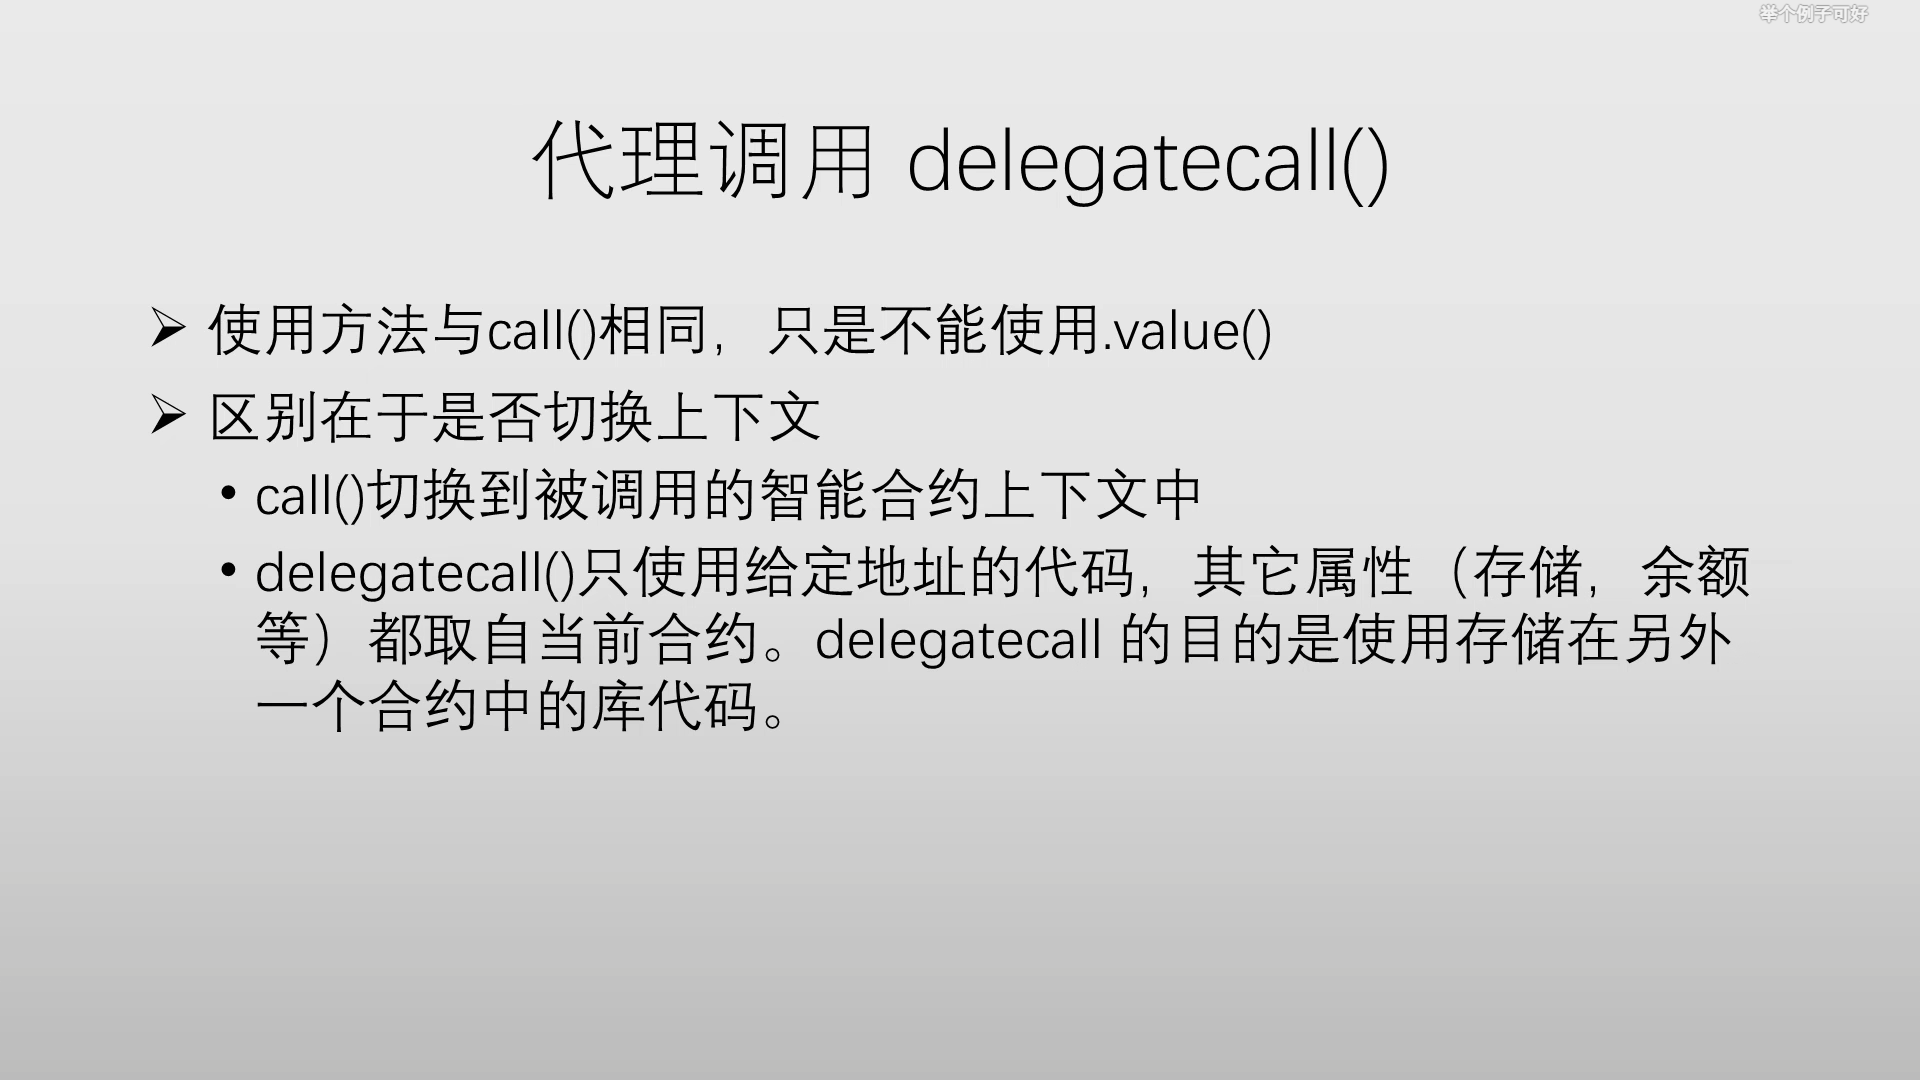 举个例子可好
代理调用 delegatecall()
➢ 使用方法与call()相同，只是不能使用.value()
➢ 区别在于是否切换上下文
• call()切换到被调用的智能合约上下文中
• delegatecall()只使用给定地址的代码，其它属性（存储，余额
等）都取自当前合约。delegatecall 的目的是使用存储在另外
一个合约中的库代码。